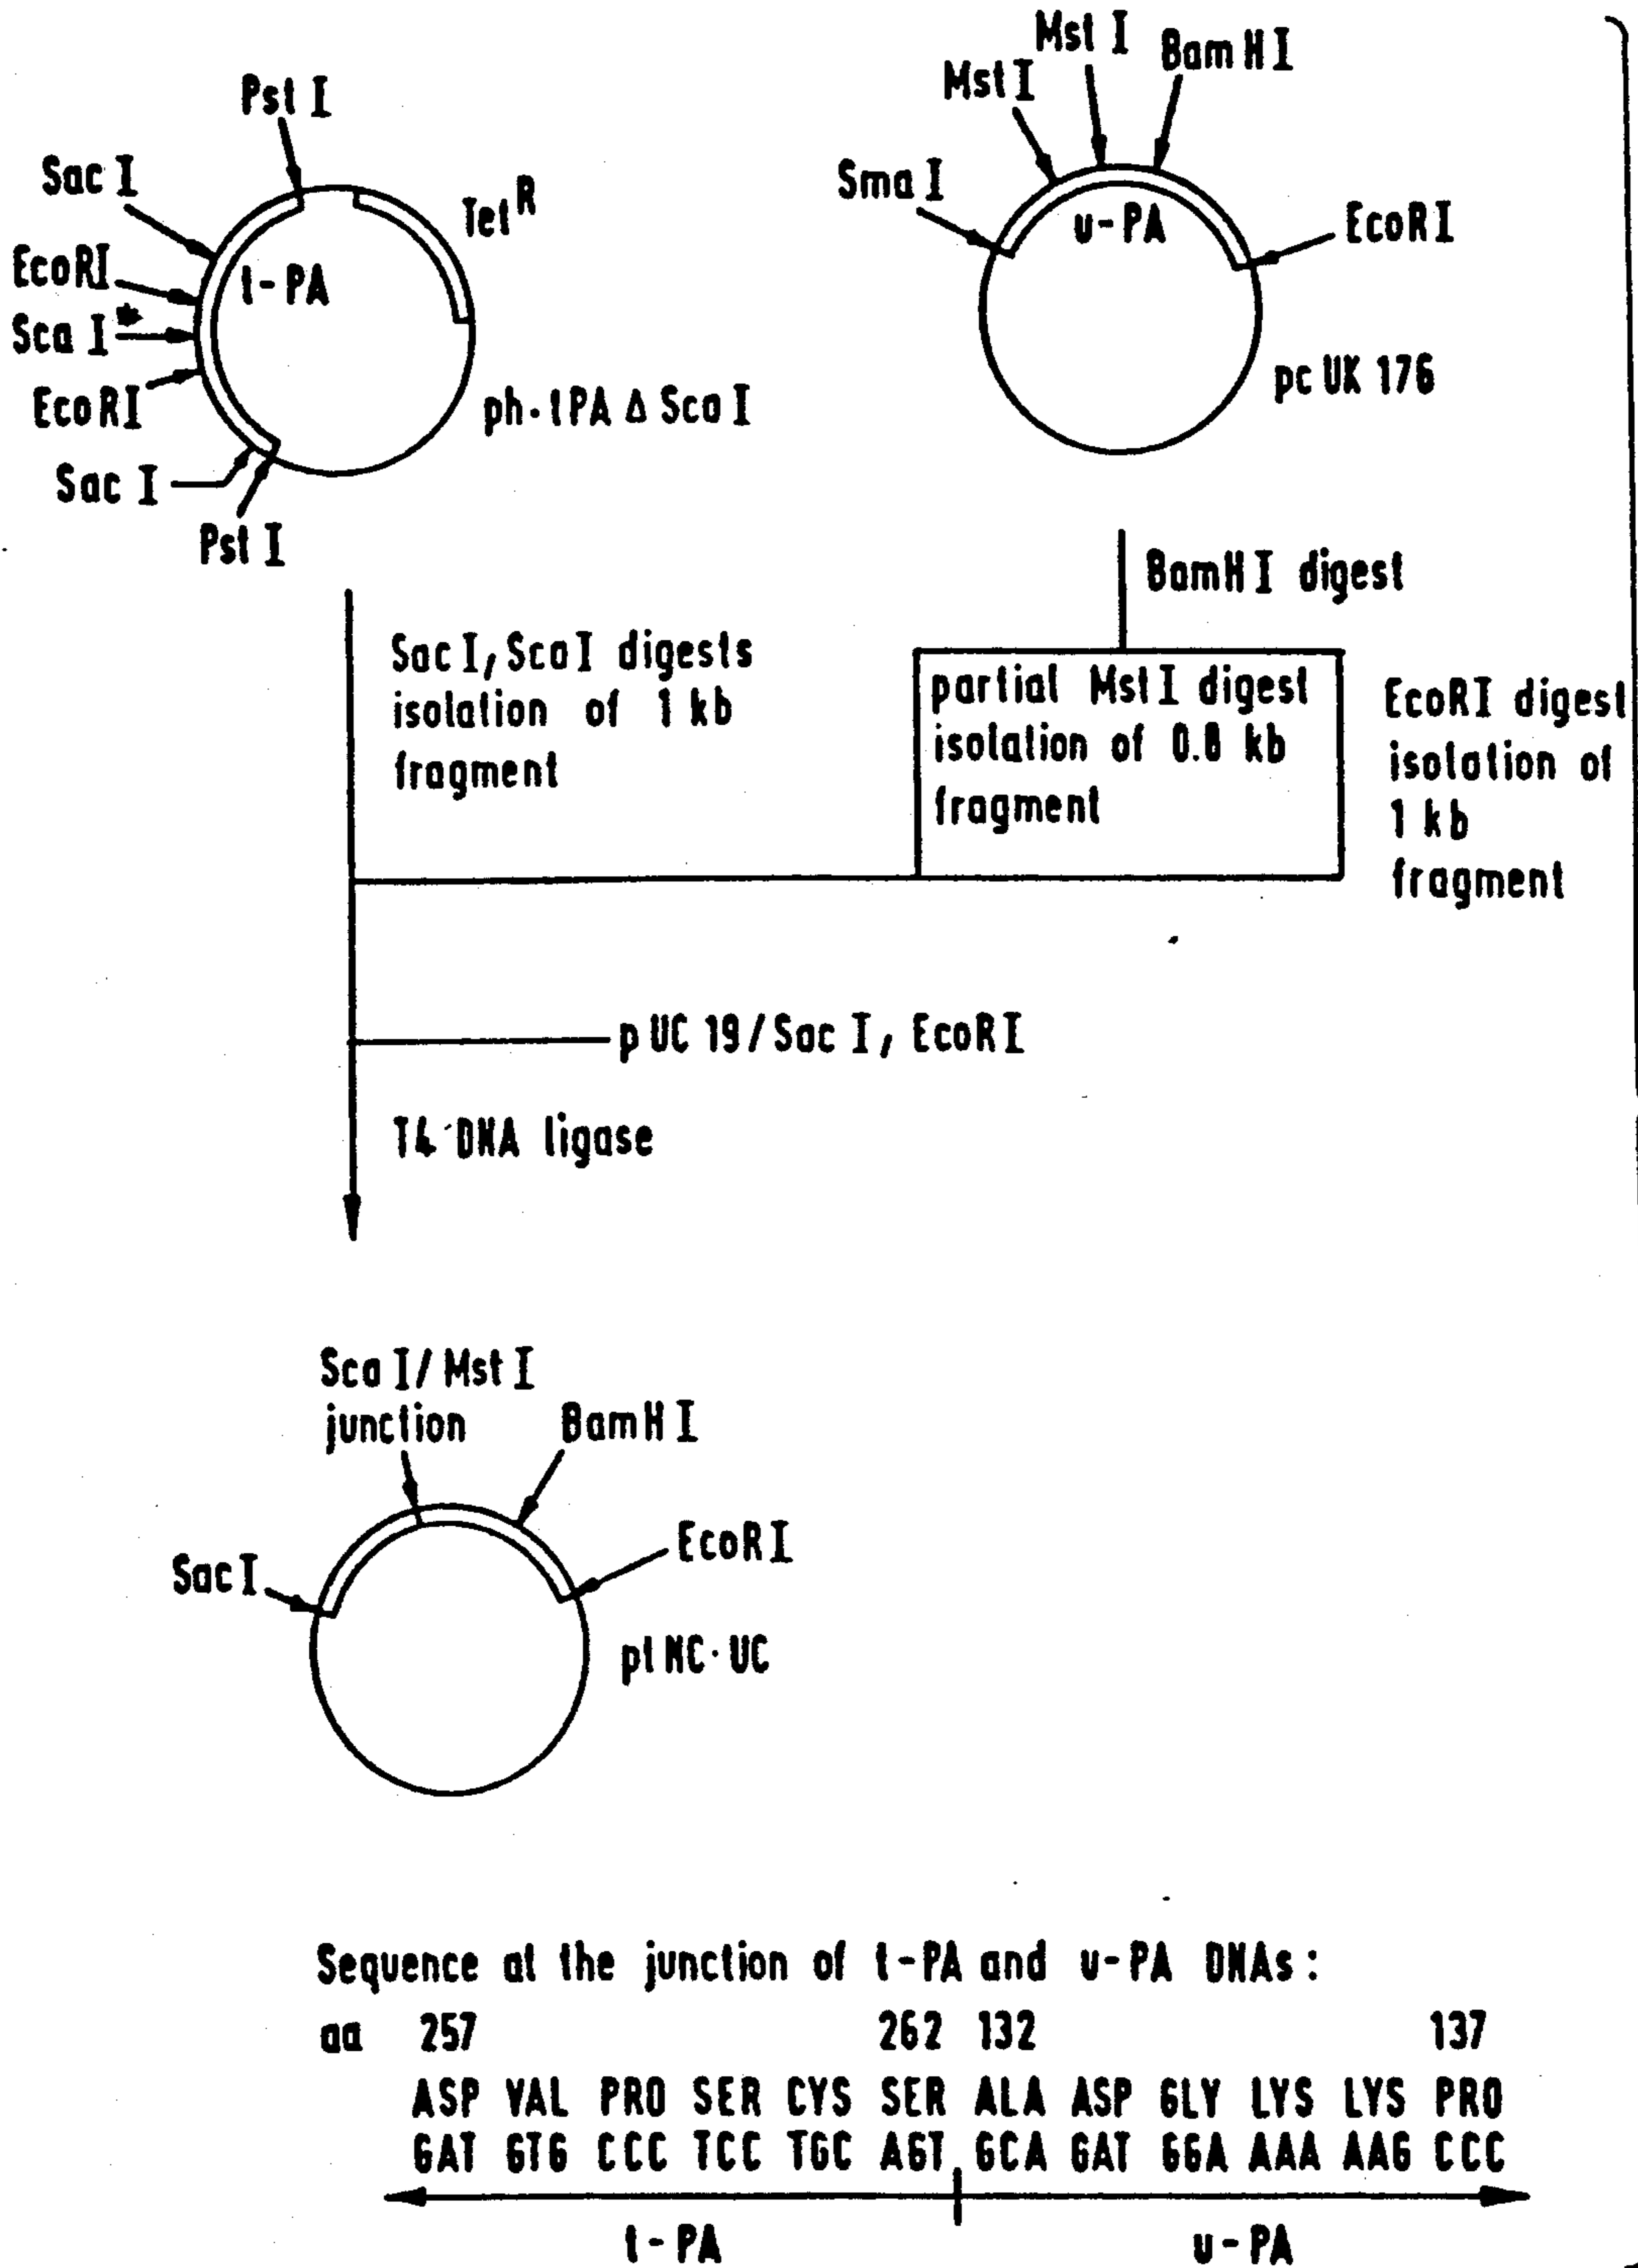 Pst I
Sac I
EcoRI
Sca I*
EcoRI
Sac I
Pst I
t-PA
Tet R
ph·tPA Δ Sca I
Mst I
Mst I
BamH I
Sma I
u-PA
EcoRI
pc UK 176
Sac I, Sca I digests
isolation of 1 kb
fragment
BamH I digest
partial Mst I digest
isolation of 0.8 kb
fragment
EcoRI digest
isolation of
1 kb
fragment
p UC 19/Sac I, EcoRI
T4 DNA ligase
Sca I/Mst I
junction
BamH I
Sac I
EcoRI
pt NC·UC
Sequence at the junction of t-PA and u-PA DNAs:
aa 257 262 132 137
ASP VAL PRO SER CYS SER ALA ASP GLY LYS LYS PRO
GAT GTG CCC TCC TGC AGT GCA GAT GGA AAA AAG CCC
t-PA u-PA